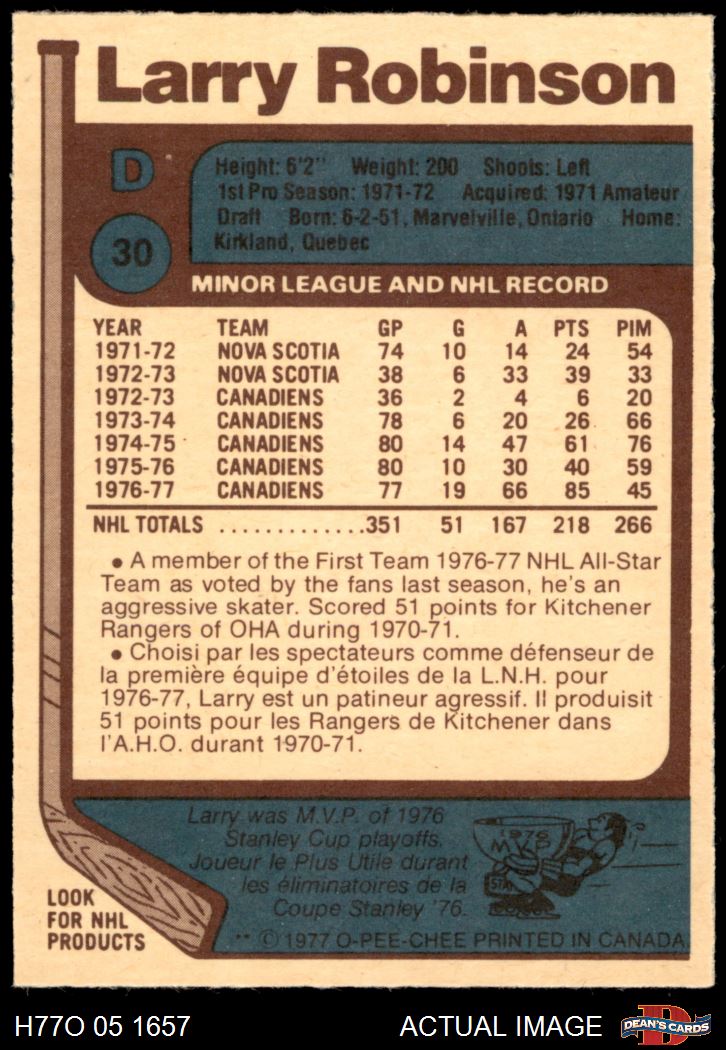 Larry Robinson
D
30
Height: 6'2" Weight: 200 Shoots: Left
1st Pro Season: 1971-72 Acquired: 1971 Amateur
Draft Born: 6-2-51, Marvelville, Ontario Home:
Kirkland, Quebec
MINOR LEAGUE AND NHL RECORD
YEAR TEAM GP G A PTS PIM
1971-72 NOVA SCOTIA 74 10 14 24 54
1972-73 NOVA SCOTIA 38 6 33 39 33
1972-73 CANADIENS 36 2 4 6 20
1973-74 CANADIENS 78 6 20 26 66
1974-75 CANADIENS 80 14 47 61 76
1975-76 CANADIENS 80 10 30 40 59
1976-77 CANADIENS 77 19 66 85 45
NHL TOTALS .............351 51 167 218 266
• A member of the First Team 1976-77 NHL All-Star
Team as voted by the fans last season, he's an
aggressive skater. Scored 51 points for Kitchener
Rangers of OHA during 1970-71.
• Choisi par les spectateurs comme défenseur de
la première équipe d'étoiles de la L.N.H. pour
1976-77, Larry est un patineur agressif. Il produisit
51 points pour les Rangers de Kitchener dans
l'A.H.O. durant 1970-71.
Larry was M.V.P. of 1976
Stanley Cup playoffs.
Joueur le Plus Utile durant
les éliminatoires de la
Coupe Stanley '76.
1976
MVP
STA
LOOK
FOR NHL
PRODUCTS
** © 1977 O-PEE-CHEE PRINTED IN CANADA
H77O 05 1657 ACTUAL IMAGE
D
DEAN'S CARDS